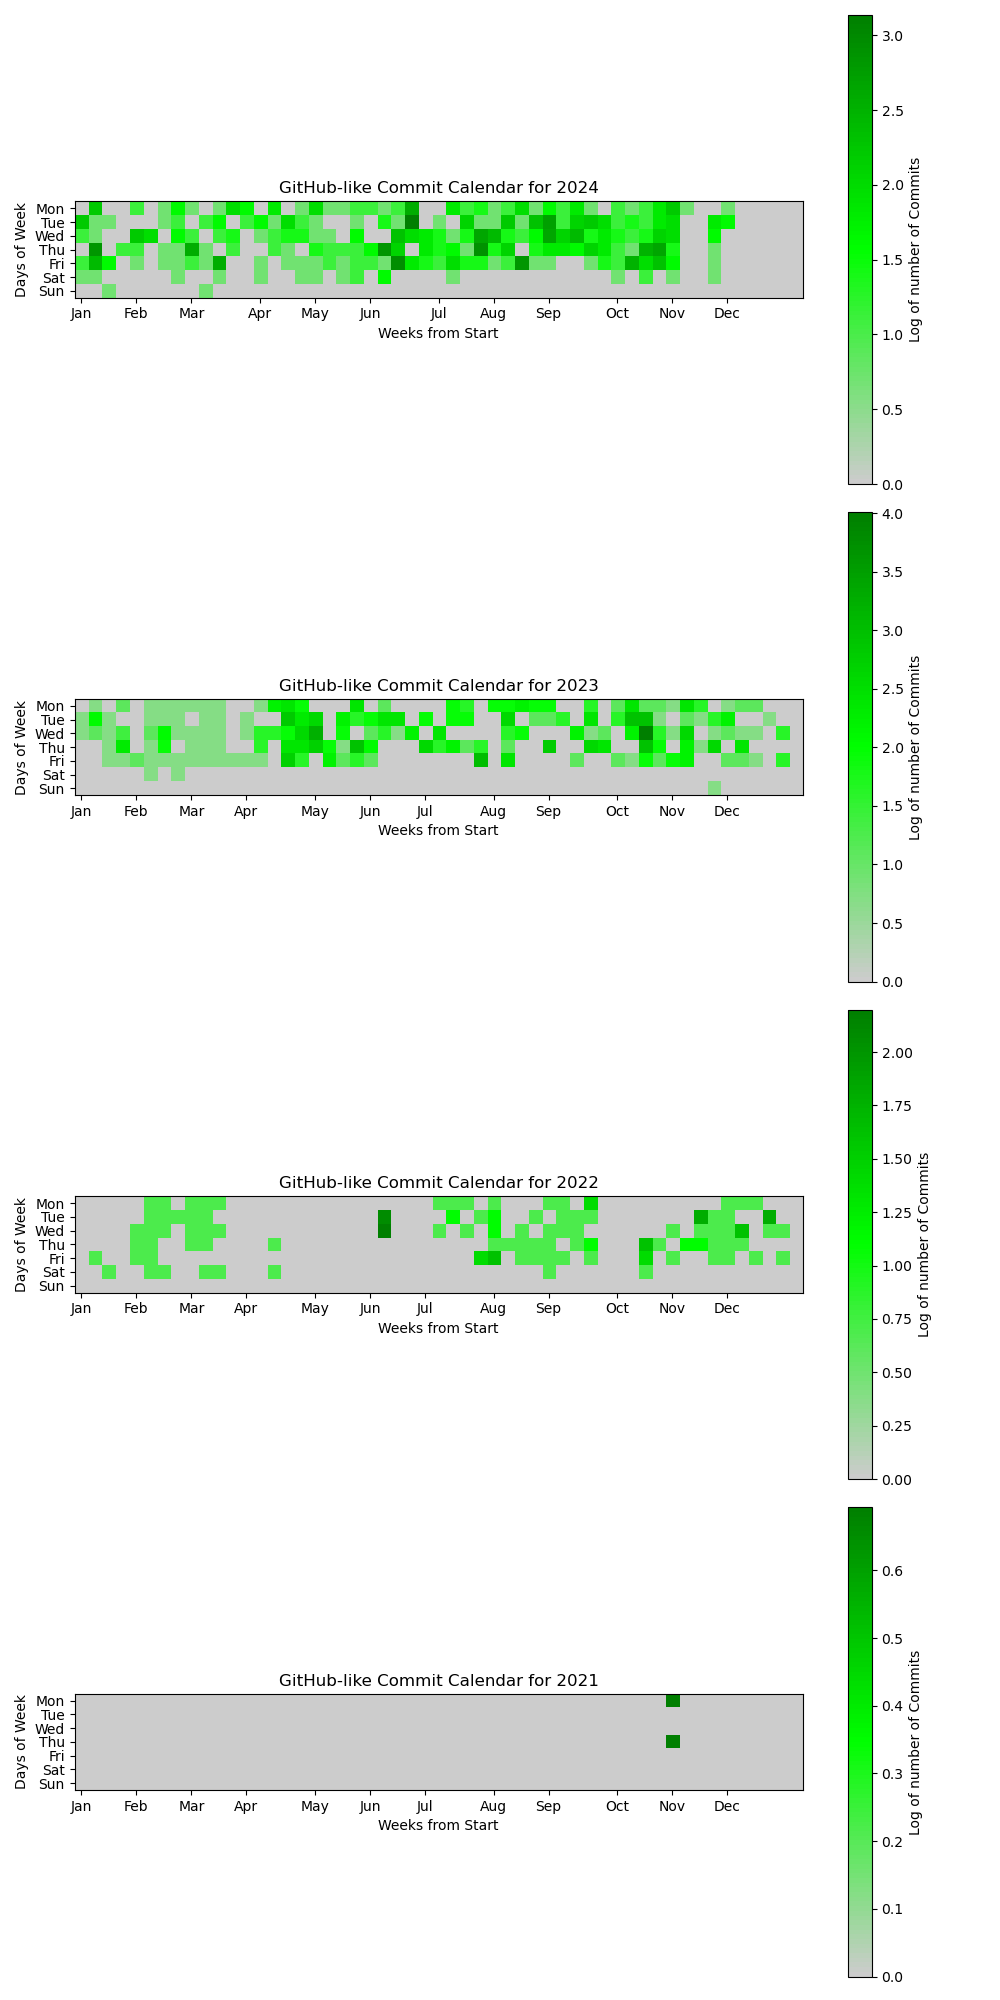 GitHub-like Commit Calendar for 2024
Days of Week
Mon
Tue
Wed
Thu
Fri
Sat
Sun
Jan Feb Mar Apr May Jun Jul Aug Sep Oct Nov Dec
Weeks from Start
3.0
2.5
2.0
1.5
1.0
0.5
0.0
Log of number of Commits
GitHub-like Commit Calendar for 2023
Days of Week
Mon
Tue
Wed
Thu
Fri
Sat
Sun
Jan Feb Mar Apr May Jun Jul Aug Sep Oct Nov Dec
Weeks from Start
4.0
3.5
3.0
2.5
2.0
1.5
1.0
0.5
0.0
Log of number of Commits
GitHub-like Commit Calendar for 2022
Days of Week
Mon
Tue
Wed
Thu
Fri
Sat
Sun
Jan Feb Mar Apr May Jun Jul Aug Sep Oct Nov Dec
Weeks from Start
2.00
1.75
1.50
1.25
1.00
0.75
0.50
0.25
0.00
Log of number of Commits
GitHub-like Commit Calendar for 2021
Days of Week
Mon
Tue
Wed
Thu
Fri
Sat
Sun
Jan Feb Mar Apr May Jun Jul Aug Sep Oct Nov Dec
Weeks from Start
0.6
0.5
0.4
0.3
0.2
0.1
0.0
Log of number of Commits